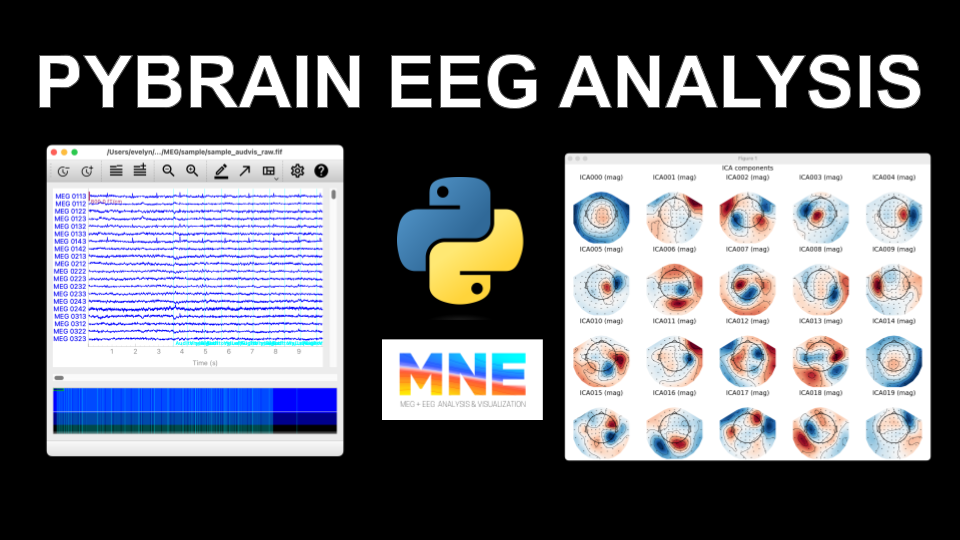 PYBRAIN EEG ANALYSIS
/Users/evelyn/.../MEG/sample/sample_audvis_raw.fif
MEG 0113
MEG 0112
MEG 0122
MEG 0123
MEG 0132
MEG 0133
MEG 0143
MEG 0142
MEG 0213
MEG 0212
MEG 0222
MEG 0223
MEG 0232
MEG 0233
MEG 0243
MEG 0242
MEG 0313
MEG 0312
MEG 0322
MEG 0323
1 2 3 4 5 6 7 8 9
Time (s)
MNE
MEG + EEG ANALYSIS & VISUALIZATION
Figure 1
ICA components
ICA000 (mag) ICA001 (mag) ICA002 (mag) ICA003 (mag) ICA004 (mag)
ICA005 (mag) ICA006 (mag) ICA007 (mag) ICA008 (mag) ICA009 (mag)
ICA010 (mag) ICA011 (mag) ICA012 (mag) ICA013 (mag) ICA014 (mag)
ICA015 (mag) ICA016 (mag) ICA017 (mag) ICA018 (mag) ICA019 (mag)